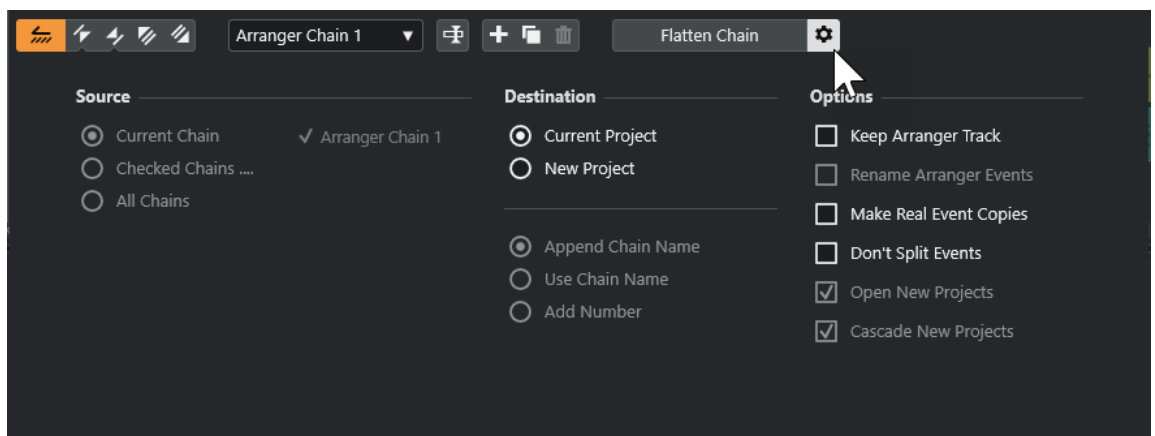 Arranger Chain 1
Flatten Chain
Source
Current Chain
Arranger Chain 1
Checked Chains ....
All Chains
Destination
Current Project
New Project
Append Chain Name
Use Chain Name
Add Number
Options
Keep Arranger Track
Rename Arranger Events
Make Real Event Copies
Don't Split Events
Open New Projects
Cascade New Projects